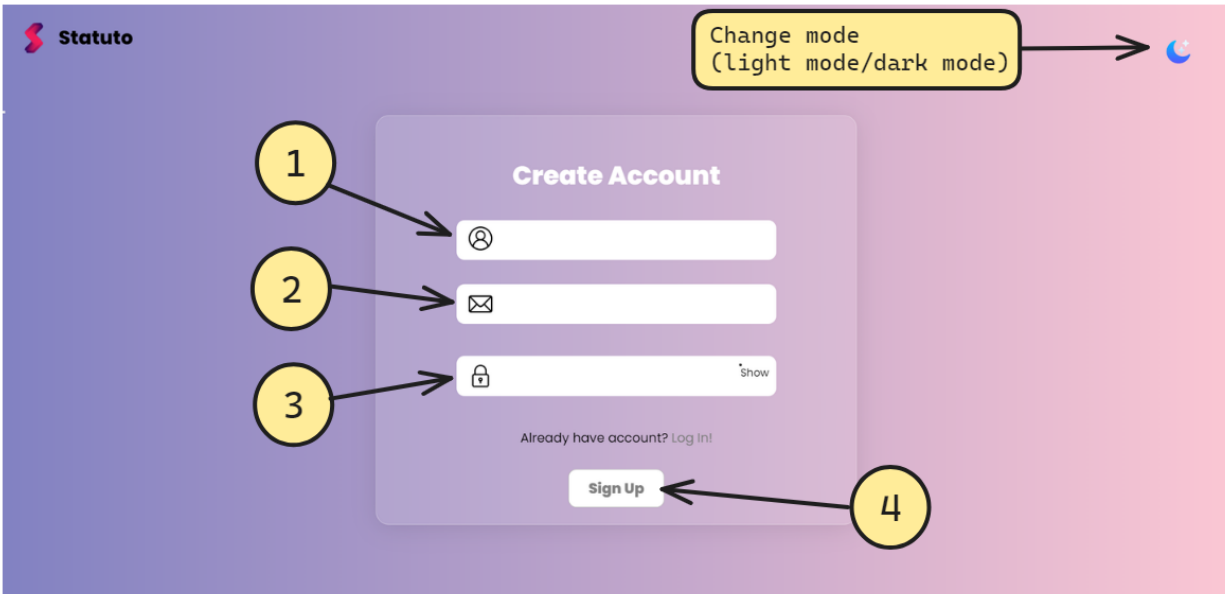 Statuto
Change mode
(light mode/dark mode)
1
Create Account
2
3
Show
Already have account? Log In!
Sign Up
4